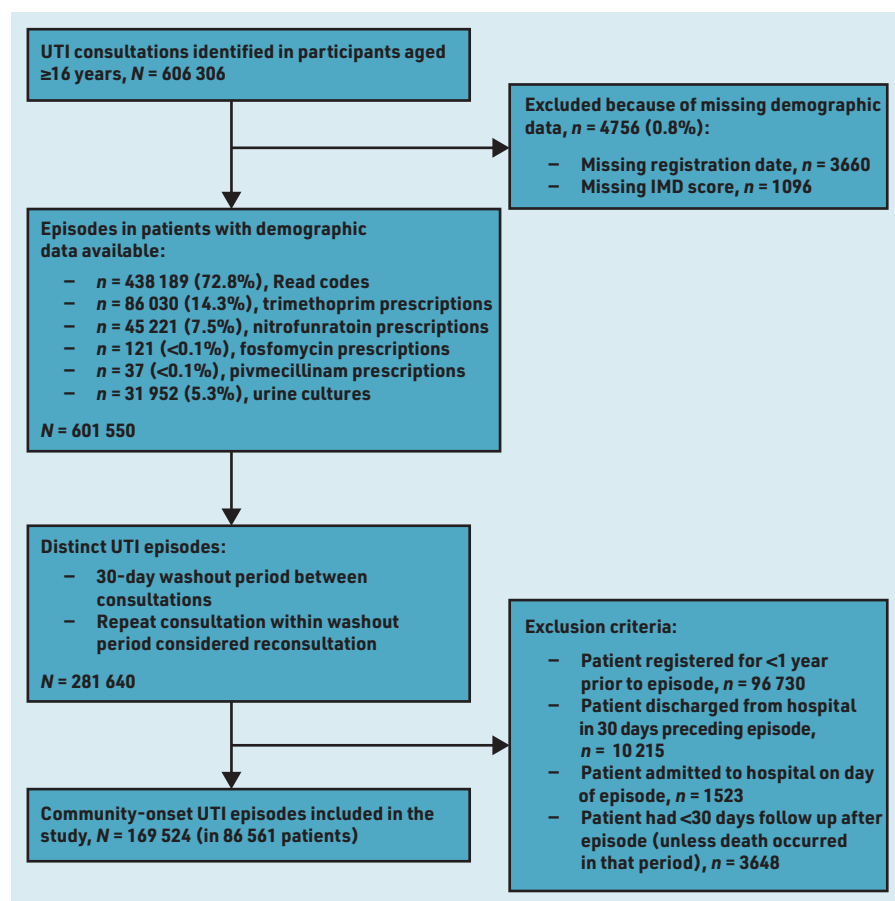 UTI consultations identified in participants aged
≥16 years, N = 606 306
Excluded because of missing demographic
data, n = 4756 (0.8%):
– Missing registration date, n = 3660
– Missing IMD score, n = 1096
Episodes in patients with demographic
data available:
– n = 438 189 (72.8%), Read codes
– n = 86 030 (14.3%), trimethoprim prescriptions
– n = 45 221 (7.5%), nitrofunratoin prescriptions
– n = 121 (<0.1%), fosfomycin prescriptions
– n = 37 (<0.1%), pivmecillinam prescriptions
– n = 31 952 (5.3%), urine cultures
N = 601 550
Distinct UTI episodes:
– 30-day washout period between
consultations
– Repeat consultation within washout
period considered reconsultation
N = 281 640
Exclusion criteria:
– Patient registered for <1 year
prior to episode, n = 96 730
– Patient discharged from hospital
in 30 days preceding episode,
n = 10 215
– Patient admitted to hospital on day
of episode, n = 1523
– Patient had <30 days follow up after
episode (unless death occurred
in that period), n = 3648
Community-onset UTI episodes included in the
study, N = 169 524 (in 86 561 patients)